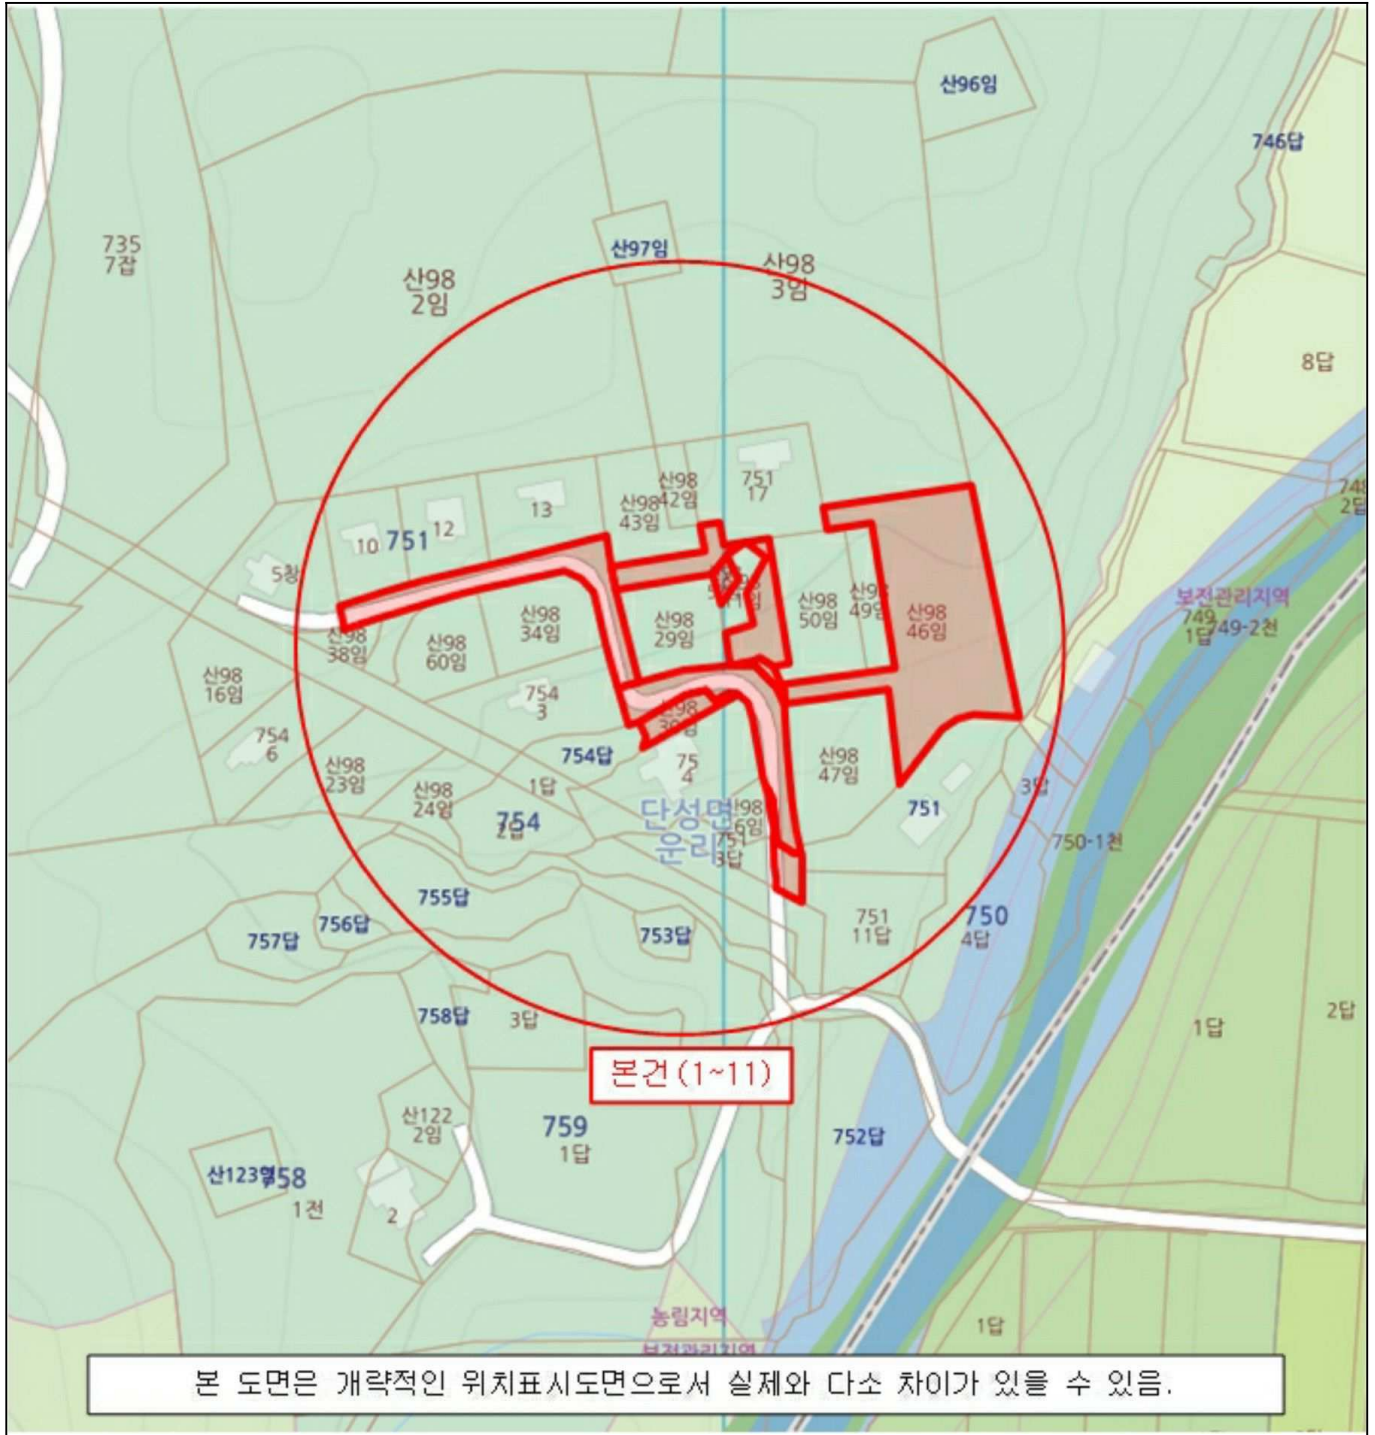 산96임
746답
735
7잡
산97임
산98
2임
산98
3임
8답
748
2답
산98
42임
산98
43임
751
17
13
12
10
751
5창
보전관리지역
749
1답
749-2천
산98
34임
산98
29임
산98
50임
산98
49임
산98
46임
산98
38임
산98
60임
산98
16임
754
3
754
6
754답
75
4
산98
47임
산98
23임
산98
24임
1답
754
2답
751
3답
단성면
운리
751
3답
750-1천
755답
756답
757답
753답
751
11답
750
4답
758답
3답
1답
2답
본건(1~11)
산122
2임
759
1답
752답
758
1전
2
농림지역
보전관리지역
1답
본 도면은 개략적인 위치표시도면으로서 실제와 다소 차이가 있을 수 있음.